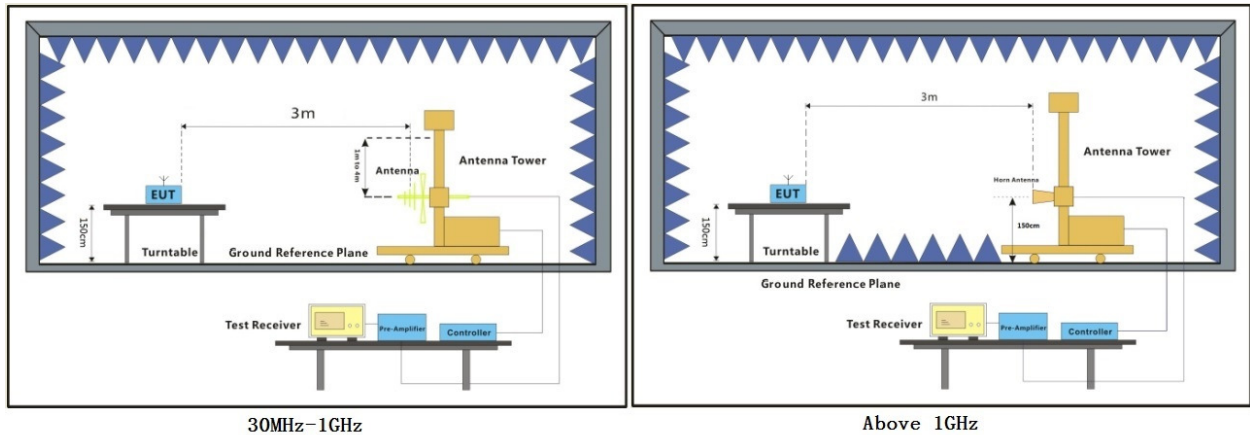 3m
1m to 4m
Antenna
Antenna Tower
EUT
150cm
Turntable
Ground Reference Plane
Test Receiver
Pre-Amplifier
Controller
30MHz-1GHz
3m
Antenna Tower
Horn Antenna
EUT
150cm
150cm
Turntable
Ground Reference Plane
Test Receiver
Pre-Amplifier
Controller
Above 1GHz